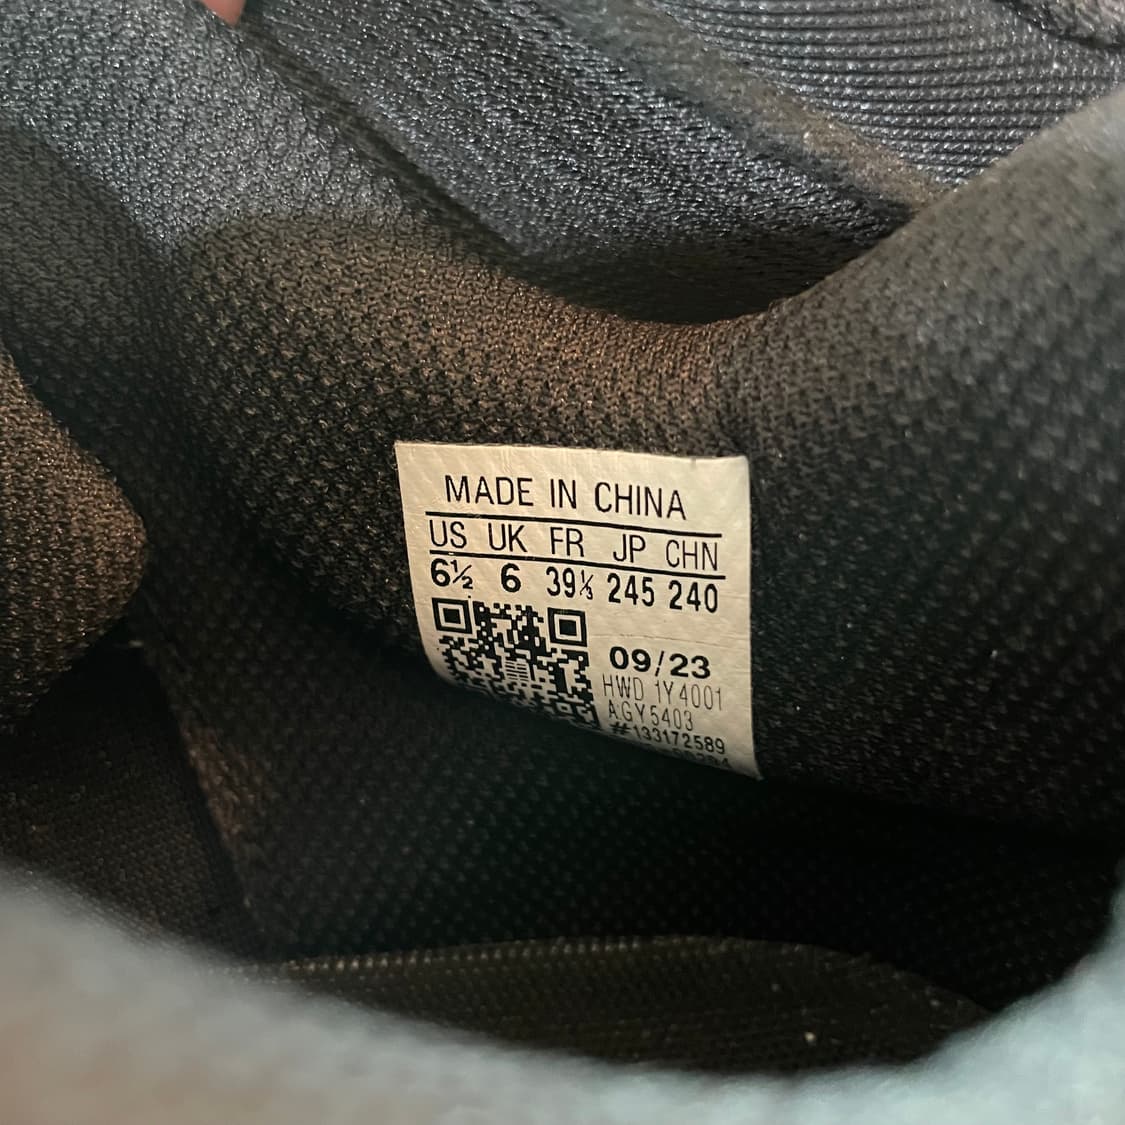 MADE IN CHINA
US UK FR JP CHN
6½ 6 39⅓ 245 240
09/23
HWD 1Y4001
AGY5403
#133172589